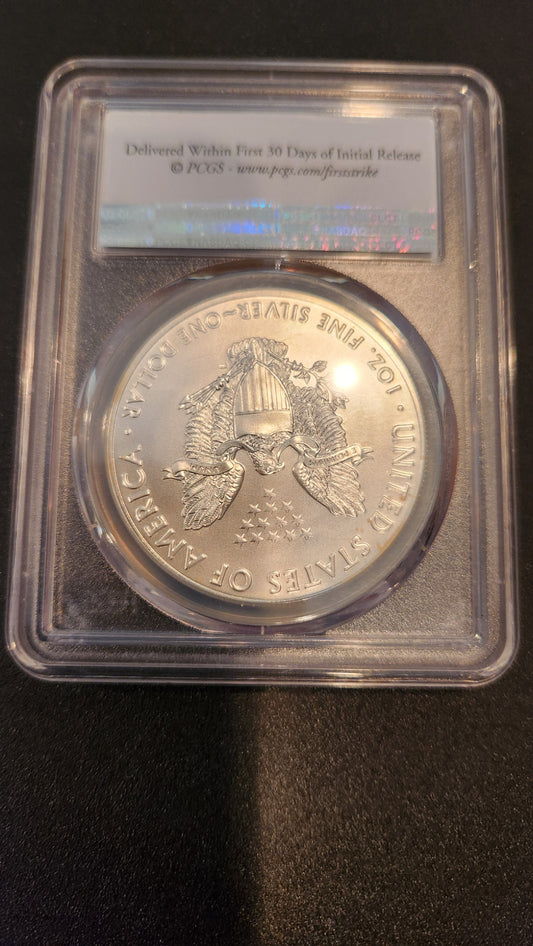 Delivered Within First 30 Days of Initial Release
© PCGS - www.pcgs.com/firststrike
UNITED STATES OF AMERICA
1 OZ. FINE SILVER~ONE DOLLAR